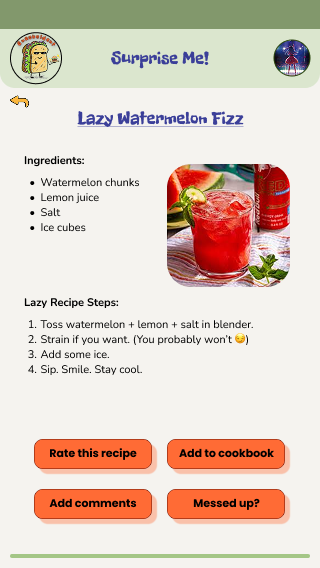 Surprise Me!
Lazy Watermelon Fizz
Ingredients:
• Watermelon chunks
• Lemon juice
• Salt
• Ice cubes
Lazy Recipe Steps:
1. Toss watermelon + lemon + salt in blender.
2. Strain if you want. (You probably won't 😏)
3. Add some ice.
4. Sip. Smile. Stay cool.
Rate this recipe
Add to cookbook
Add comments
Messed up?